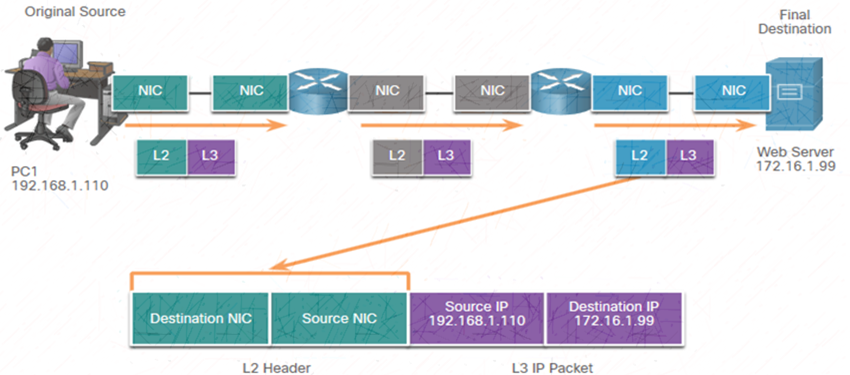 Original Source
Final
Destination
NIC
NIC
NIC
NIC
NIC
NIC
L2 L3
L2 L3
L2 L3
PC1
192.168.1.110
Web Server
172.16.1.99
Destination NIC
Source NIC
Source IP
192.168.1.110
Destination IP
172.16.1.99
L2 Header
L3 IP Packet